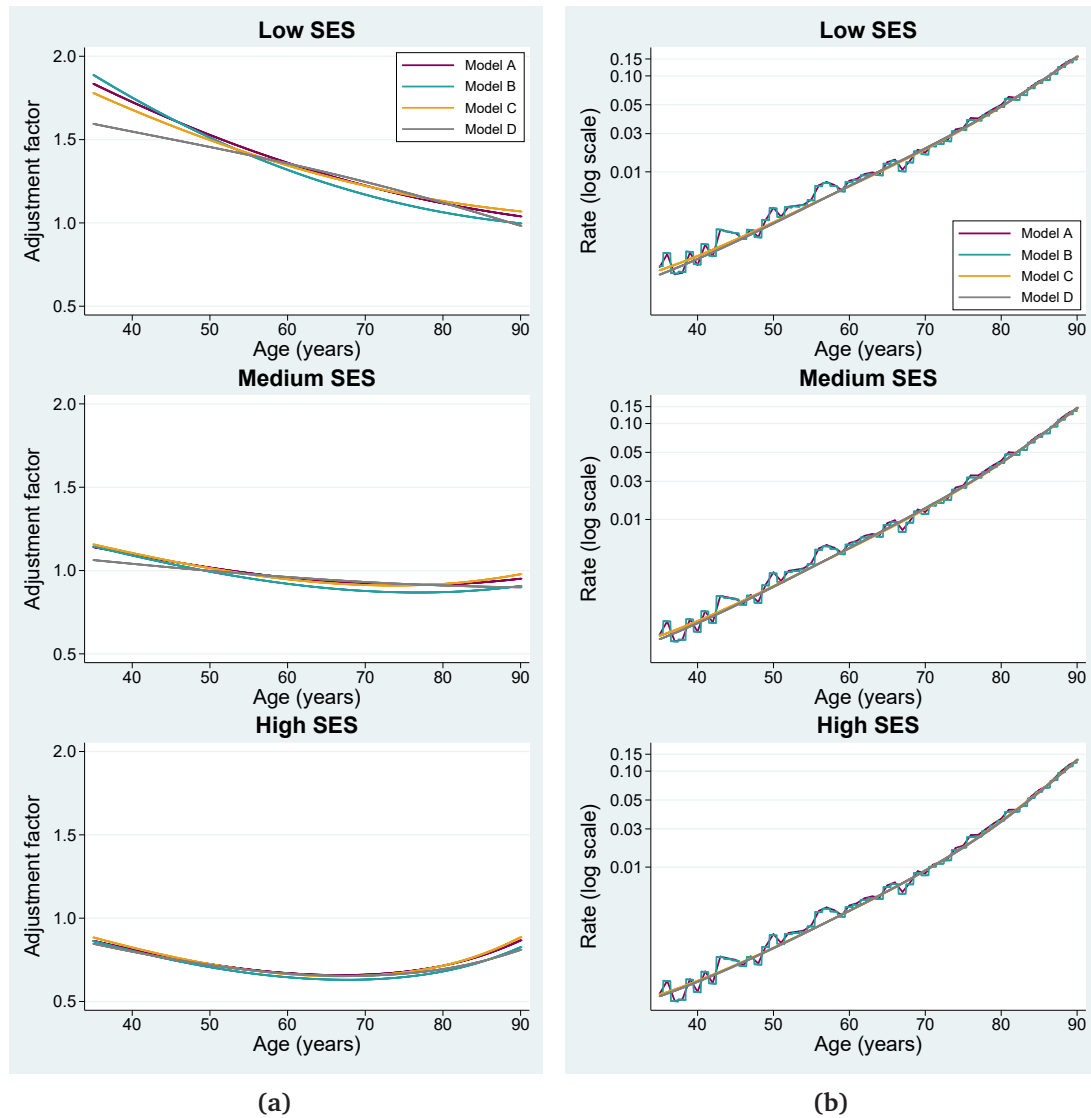 Low SES
2.0
1.5
1.0
0.5
Adjustment factor
Model A
Model B
Model C
Model D
40 50 60 70 80 90
Age (years)
Medium SES
2.0
1.5
1.0
0.5
Adjustment factor
40 50 60 70 80 90
Age (years)
High SES
2.0
1.5
1.0
0.5
Adjustment factor
40 50 60 70 80 90
Age (years)
(a)
Low SES
0.15
0.10
0.05
0.03
0.01
Rate (log scale)
Model A
Model B
Model C
Model D
40 50 60 70 80 90
Age (years)
Medium SES
0.15
0.10
0.05
0.03
0.01
Rate (log scale)
40 50 60 70 80 90
Age (years)
High SES
0.15
0.10
0.05
0.03
0.01
Rate (log scale)
40 50 60 70 80 90
Age (years)
(b)